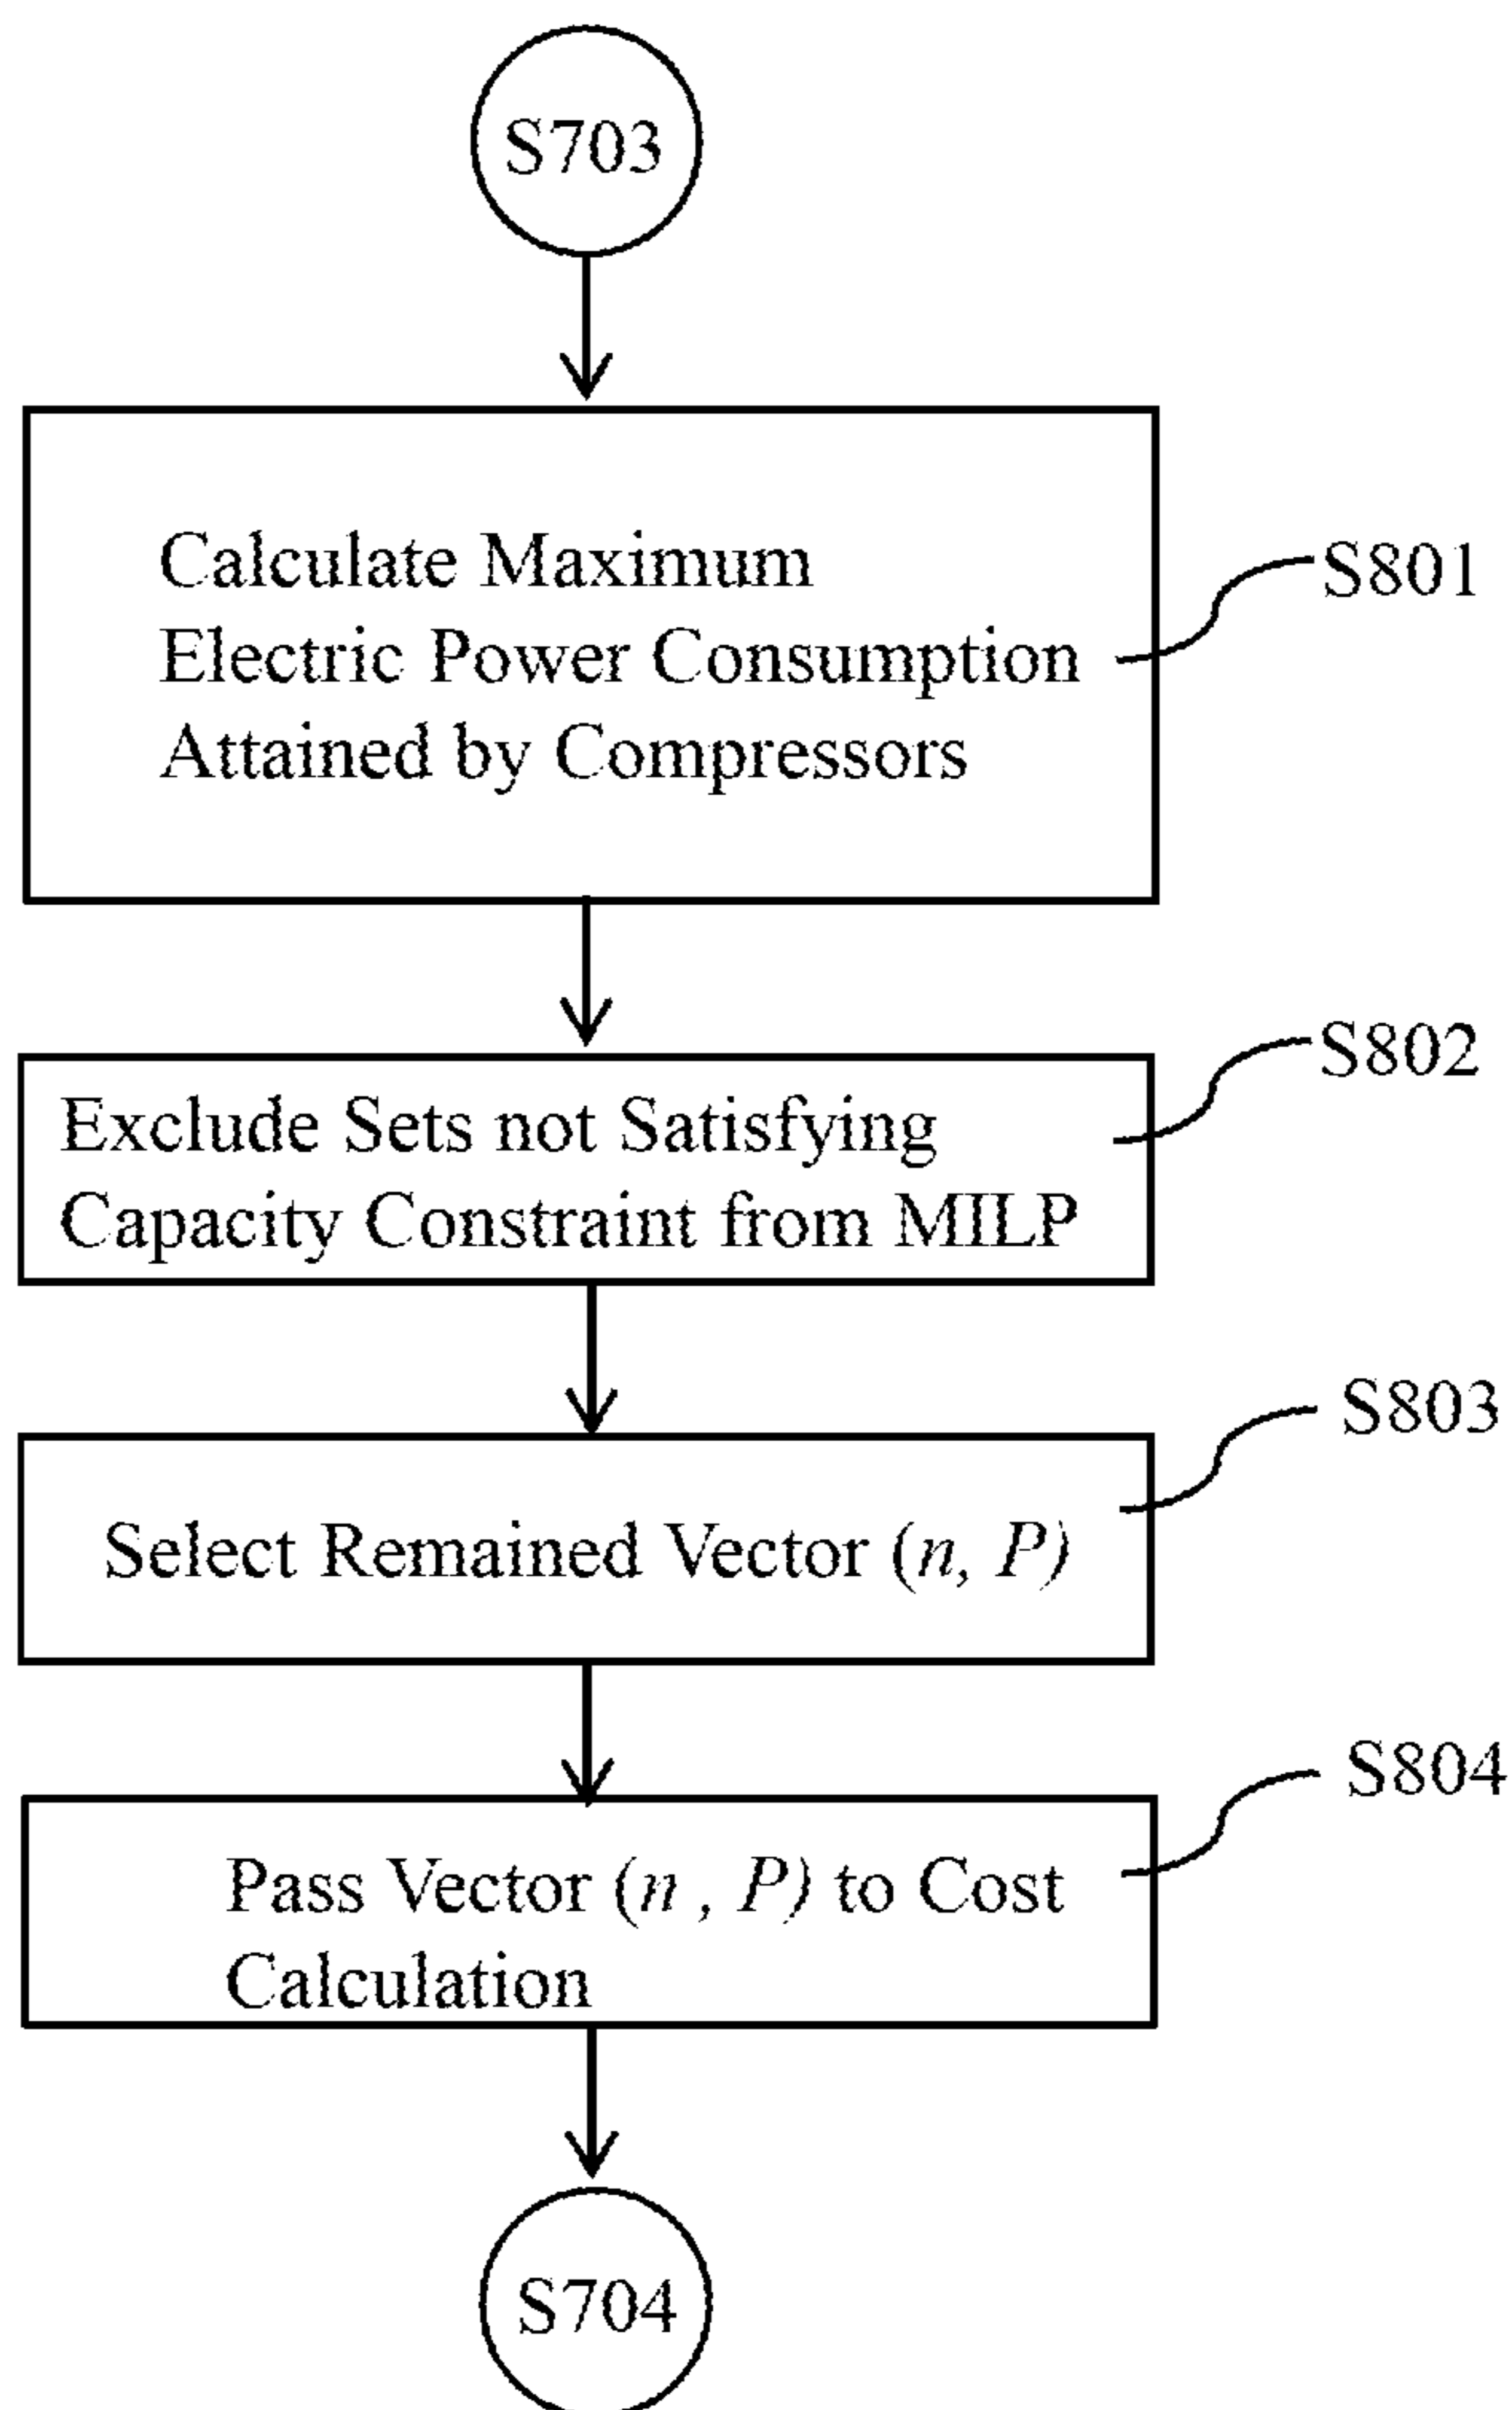 S703
Calculate Maximum
Electric Power Consumption
Attained by Compressors
S801
Exclude Sets not Satisfying
Capacity Constraint from MILP
S802
Select Remained Vector (n, P)
S803
Pass Vector (n , P) to Cost
Calculation
S804
S704